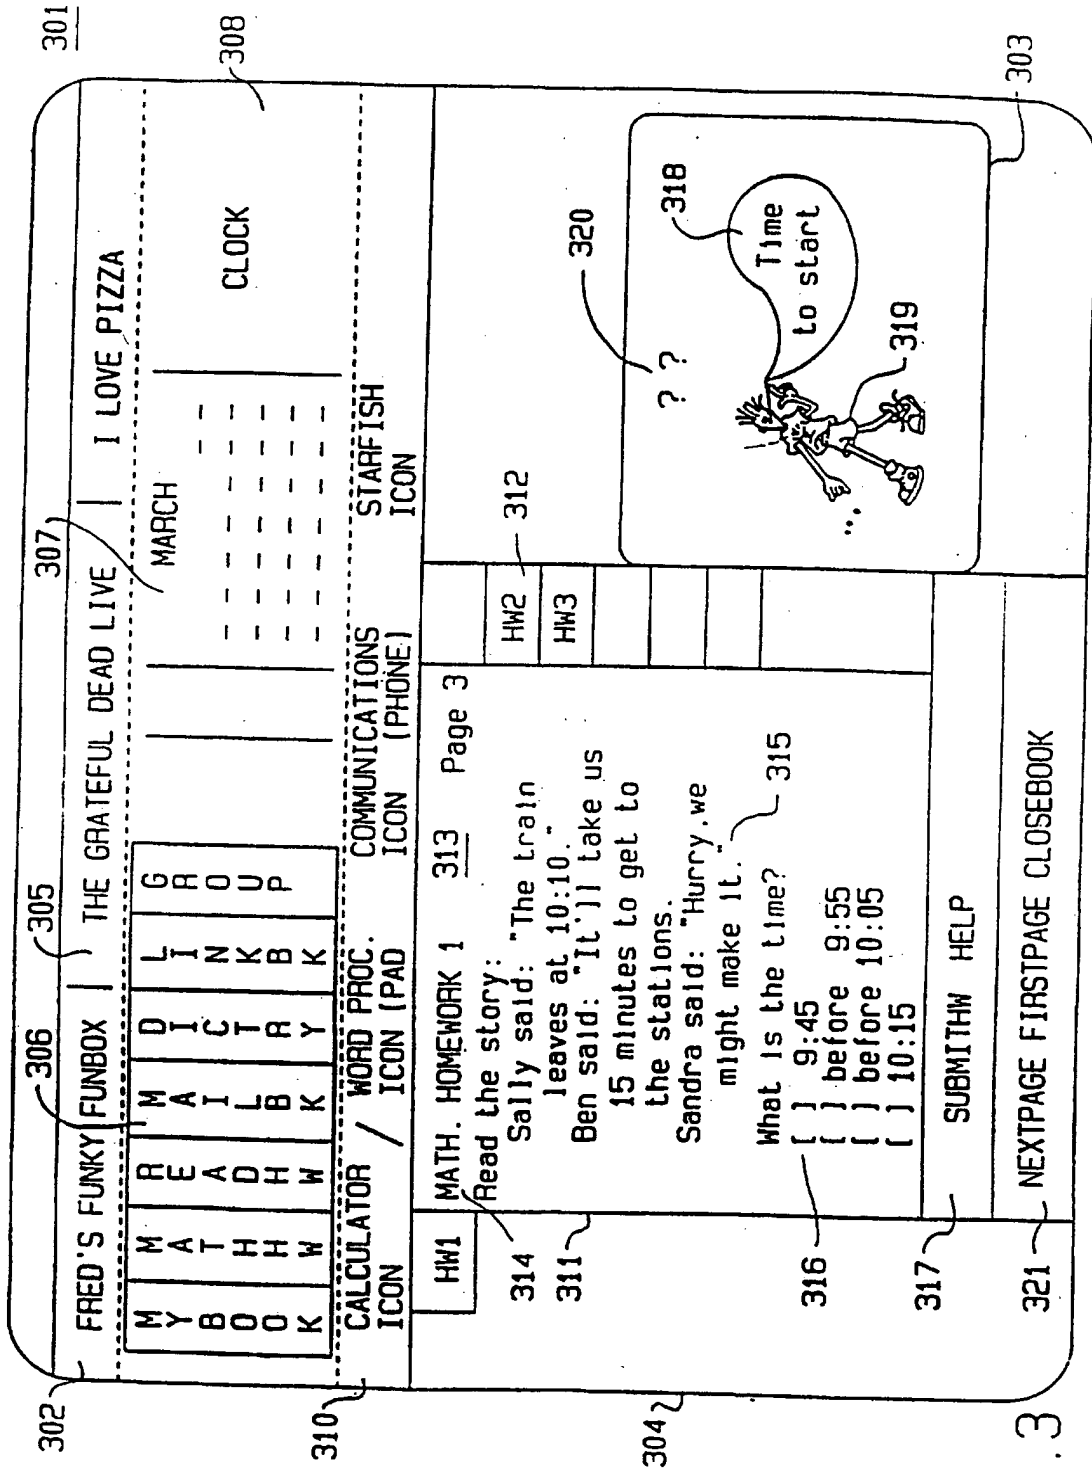 301
302
306
305
307
308
FRED'S FUNKY FUNBOX | THE GRATEFUL DEAD LIVE | I LOVE PIZZA
M M R M D L G
Y A E A I I R
B T A I C N O
O H D L T K U
O H H B R B P
K W W K Y K
MARCH
CLOCK
310
CALCULATOR / WORD PROC. COMMUNICATIONS STARFISH
ICON ICON (PAD ICON (PHONE) ICON
HW1
MATH. HOMEWORK 1 313 Page 3
Read the story:
Sally said: "The train
leaves at 10:10."
Ben said: "It'll take us
15 minutes to get to
the stations.
Sandra said: "Hurry,we
might make it."
What is the time?
[ ] 9:45
[ ] before 9:55
[ ] before 10:05
[ ] 10:15
HW2
HW3
312
314
311
315
316
320
? ?
318
Time
to start
...
319
303
304
317
SUBMITHW HELP
321
NEXTPAGE FIRSTPAGE CLOSEBOOK
.3